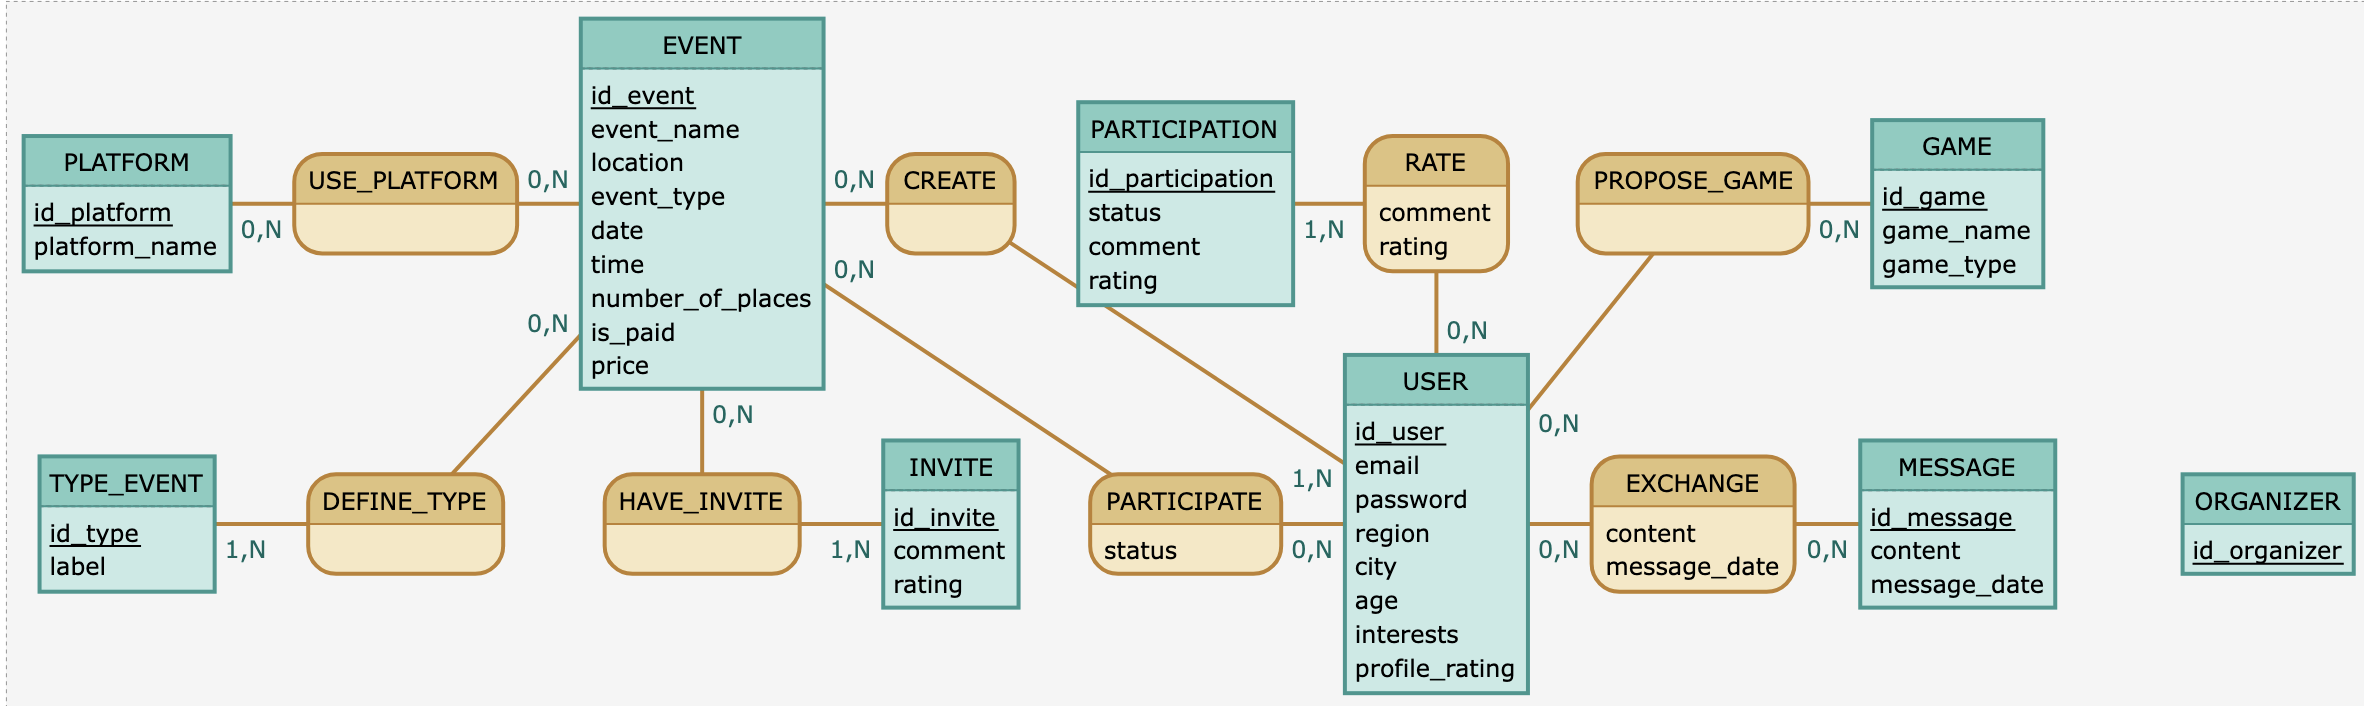 EVENT
id_event
event_name
location
event_type
date
time
number_of_places
is_paid
price
PLATFORM
id_platform
platform_name
0,N
USE_PLATFORM
0,N
0,N
CREATE
0,N
1,N
PARTICIPATION
id_participation
status
comment
rating
1,N
RATE
comment
rating
0,N
PROPOSE_GAME
0,N
0,N
GAME
id_game
game_name
game_type
TYPE_EVENT
id_type
label
1,N
DEFINE_TYPE
0,N
0,N
HAVE_INVITE
1,N
INVITE
id_invite
comment
rating
PARTICIPATE
status
0,N
USER
id_user
email
password
region
city
age
interests
profile_rating
0,N
EXCHANGE
content
message_date
0,N
MESSAGE
id_message
content
message_date
ORGANIZER
id_organizer